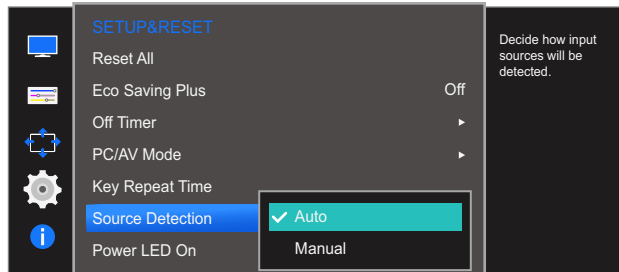 SETUP&RESET
Reset All
Eco Saving Plus Off
Off Timer
PC/AV Mode
Key Repeat Time
Source Detection
Auto
Power LED On
Manual
Decide how input
sources will be
detected.